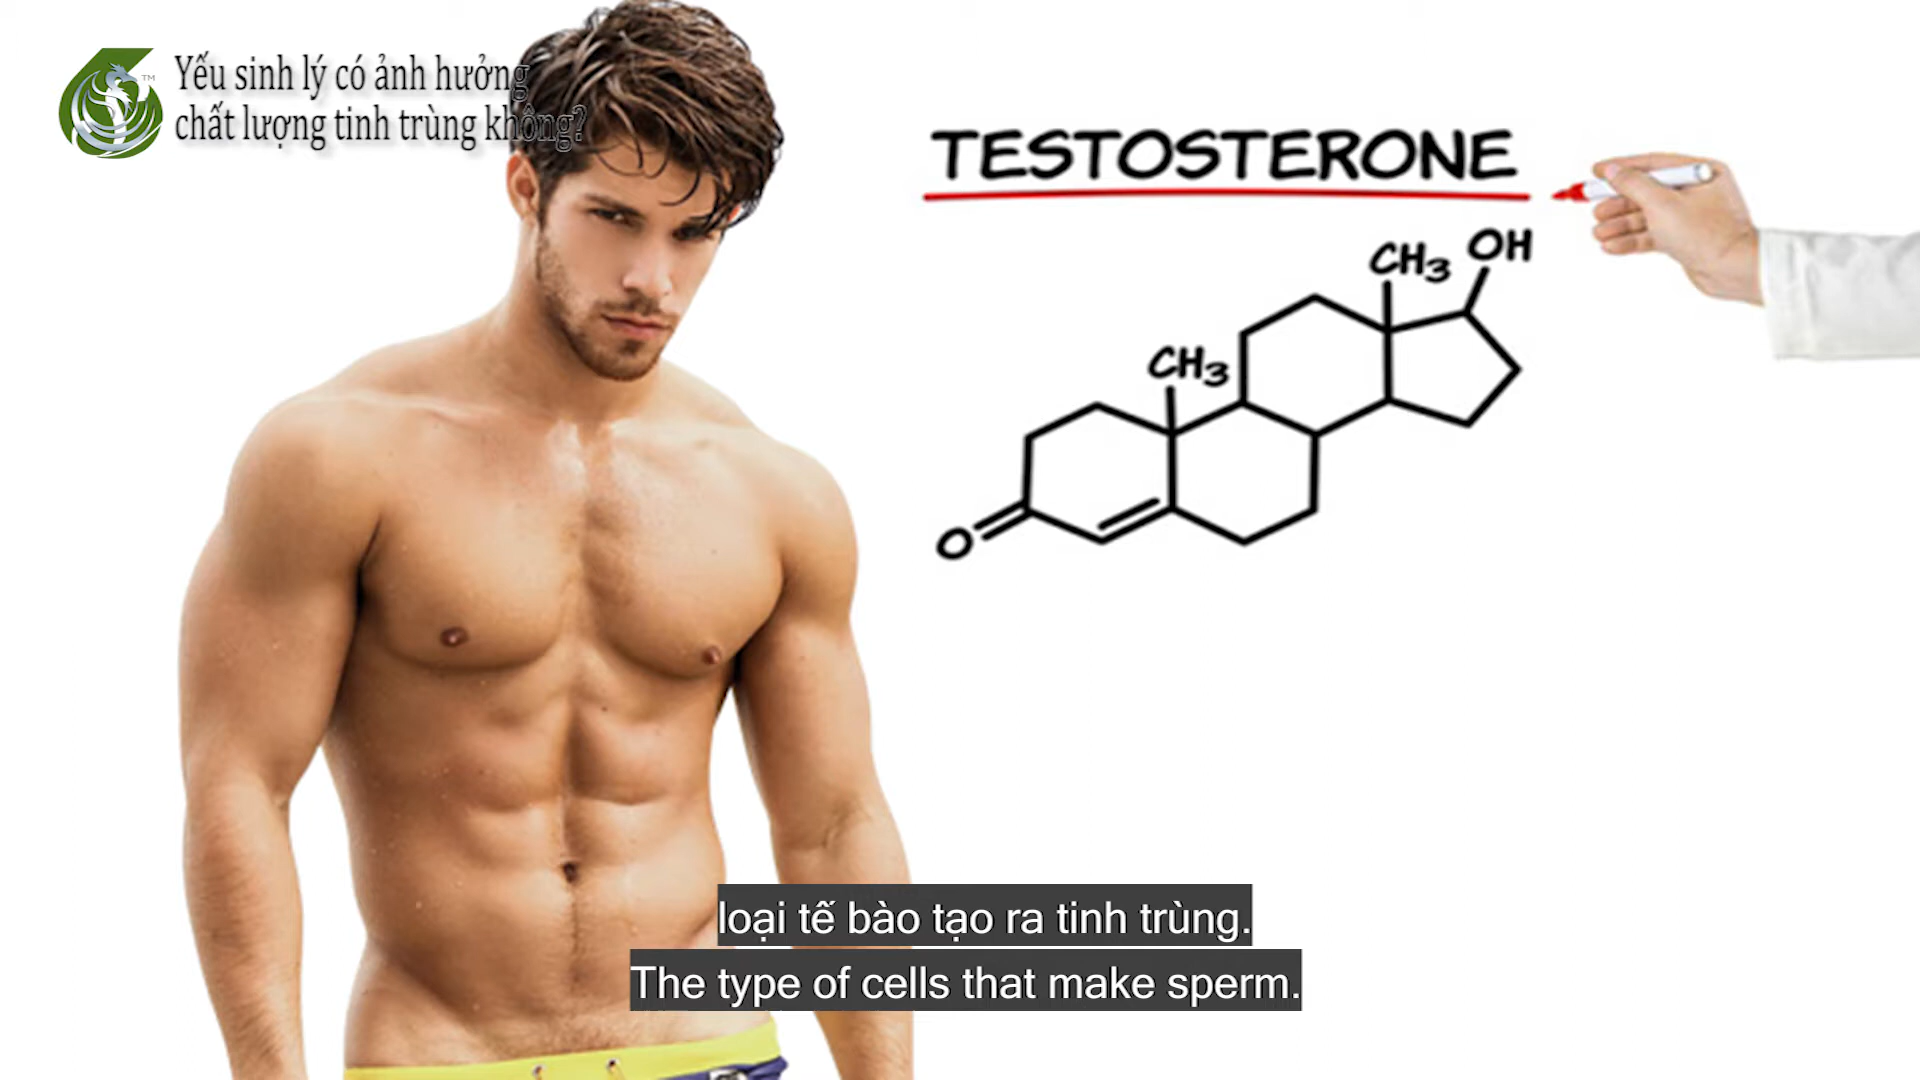 Yếu sinh lý có ảnh hưởng
chất lượng tinh trùng không?
TM
TESTOSTERONE
OH
CH3
CH3
O
loại tế bào tạo ra tinh trùng.
The type of cells that make sperm.